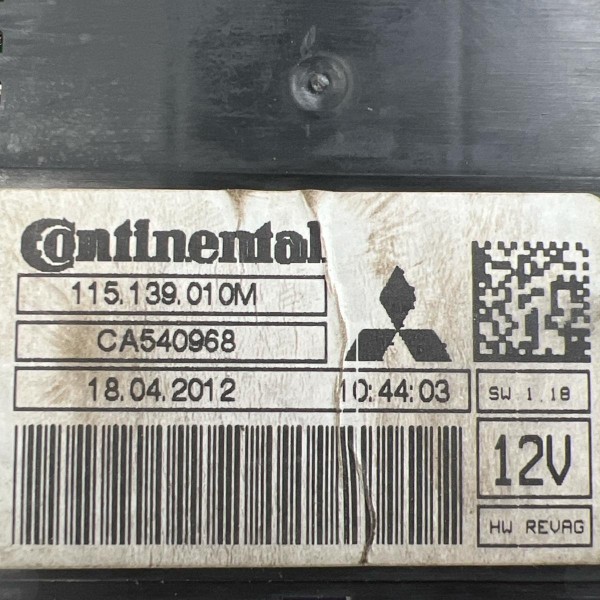 Continental
115.139.010M
CA540968
18.04.2012 10:44:03
SW 1.18
12V
HW REVAG